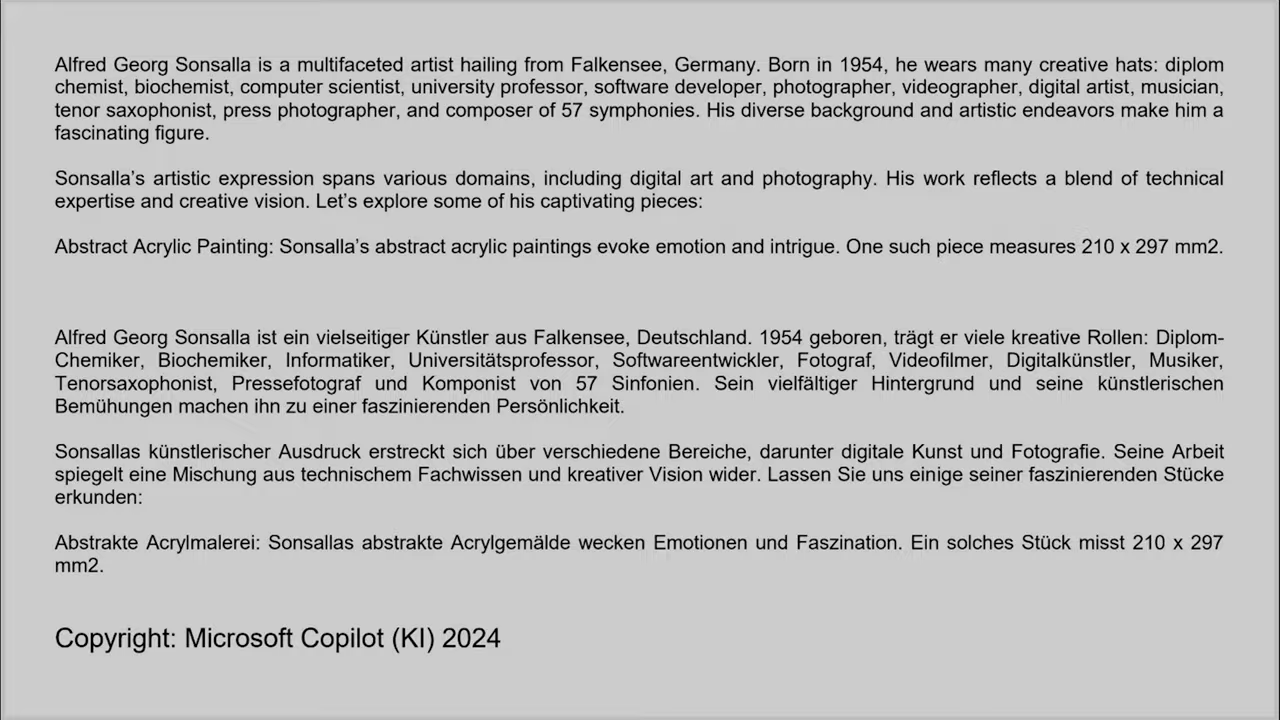 Alfred Georg Sonsalla is a multifaceted artist hailing from Falkensee, Germany. Born in 1954, he wears many creative hats: diplom
chemist, biochemist, computer scientist, university professor, software developer, photographer, videographer, digital artist, musician,
tenor saxophonist, press photographer, and composer of 57 symphonies. His diverse background and artistic endeavors make him a
fascinating figure.
Sonsalla’s artistic expression spans various domains, including digital art and photography. His work reflects a blend of technical
expertise and creative vision. Let’s explore some of his captivating pieces:
Abstract Acrylic Painting: Sonsalla’s abstract acrylic paintings evoke emotion and intrigue. One such piece measures 210 x 297 mm2.
Alfred Georg Sonsalla ist ein vielseitiger Künstler aus Falkensee, Deutschland. 1954 geboren, trägt er viele kreative Rollen: Diplom-
Chemiker, Biochemiker, Informatiker, Universitätsprofessor, Softwareentwickler, Fotograf, Videofilmer, Digitalkünstler, Musiker,
Tenorsaxophonist, Pressefotograf und Komponist von 57 Sinfonien. Sein vielfältiger Hintergrund und seine künstlerischen
Bemühungen machen ihn zu einer faszinierenden Persönlichkeit.
Sonsallas künstlerischer Ausdruck erstreckt sich über verschiedene Bereiche, darunter digitale Kunst und Fotografie. Seine Arbeit
spiegelt eine Mischung aus technischem Fachwissen und kreativer Vision wider. Lassen Sie uns einige seiner faszinierenden Stücke
erkunden:
Abstrakte Acrylmalerei: Sonsallas abstrakte Acrylgemälde wecken Emotionen und Faszination. Ein solches Stück misst 210 x 297
mm2.
Copyright: Microsoft Copilot (KI) 2024